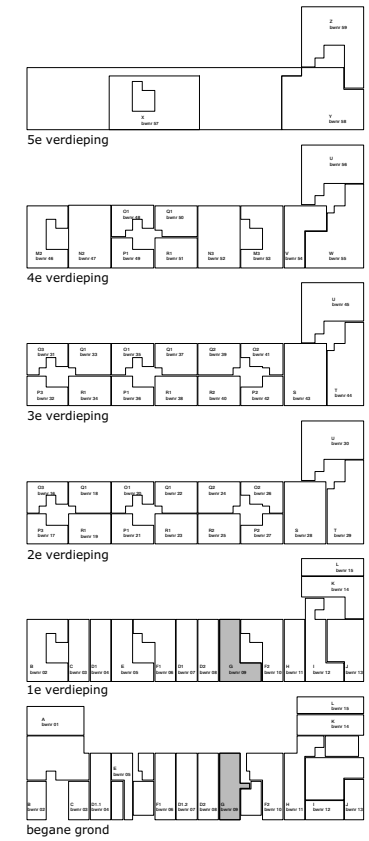 Z
bwnr 59
X
bwnr 57
Y
bwnr 58
5e verdieping
U
bwnr 56
O1
bwnr 48
Q1
bwnr 50
M2
bwnr 46
N2
bwnr 47
P1
bwnr 49
R1
bwnr 51
N3
bwnr 52
M3
bwnr 53
V
bwnr 54
W
bwnr 55
4e verdieping
U
bwnr 45
O3
bwnr 31
Q1
bwnr 33
O1
bwnr 35
Q1
bwnr 37
Q2
bwnr 39
O2
bwnr 41
P3
bwnr 32
R1
bwnr 34
P1
bwnr 36
R1
bwnr 38
R2
bwnr 40
P2
bwnr 42
S
bwnr 43
T
bwnr 44
3e verdieping
U
bwnr 30
O3
bwnr 16
Q1
bwnr 18
O1
bwnr 20
Q1
bwnr 22
Q2
bwnr 24
O2
bwnr 26
P3
bwnr 17
R1
bwnr 19
P1
bwnr 21
R1
bwnr 23
R2
bwnr 25
P2
bwnr 27
S
bwnr 28
T
bwnr 29
2e verdieping
L
bwnr 15
K
bwnr 14
B
bwnr 02
C
bwnr 03
D1
bwnr 04
E
bwnr 05
F1
bwnr 06
D1
bwnr 07
D2
bwnr 08
G
bwnr 09
F2
bwnr 10
H
bwnr 11
I
bwnr 12
J
bwnr 13
1e verdieping
L
bwnr 15
K
bwnr 14
A
bwnr 01
E
bwnr 05
B
bwnr 02
C
bwnr 03
D1.1
bwnr 04
F1
bwnr 06
D1.2
bwnr 07
D2
bwnr 08
G
bwnr 09
F2
bwnr 10
H
bwnr 11
I
bwnr 12
J
bwnr 13
begane grond